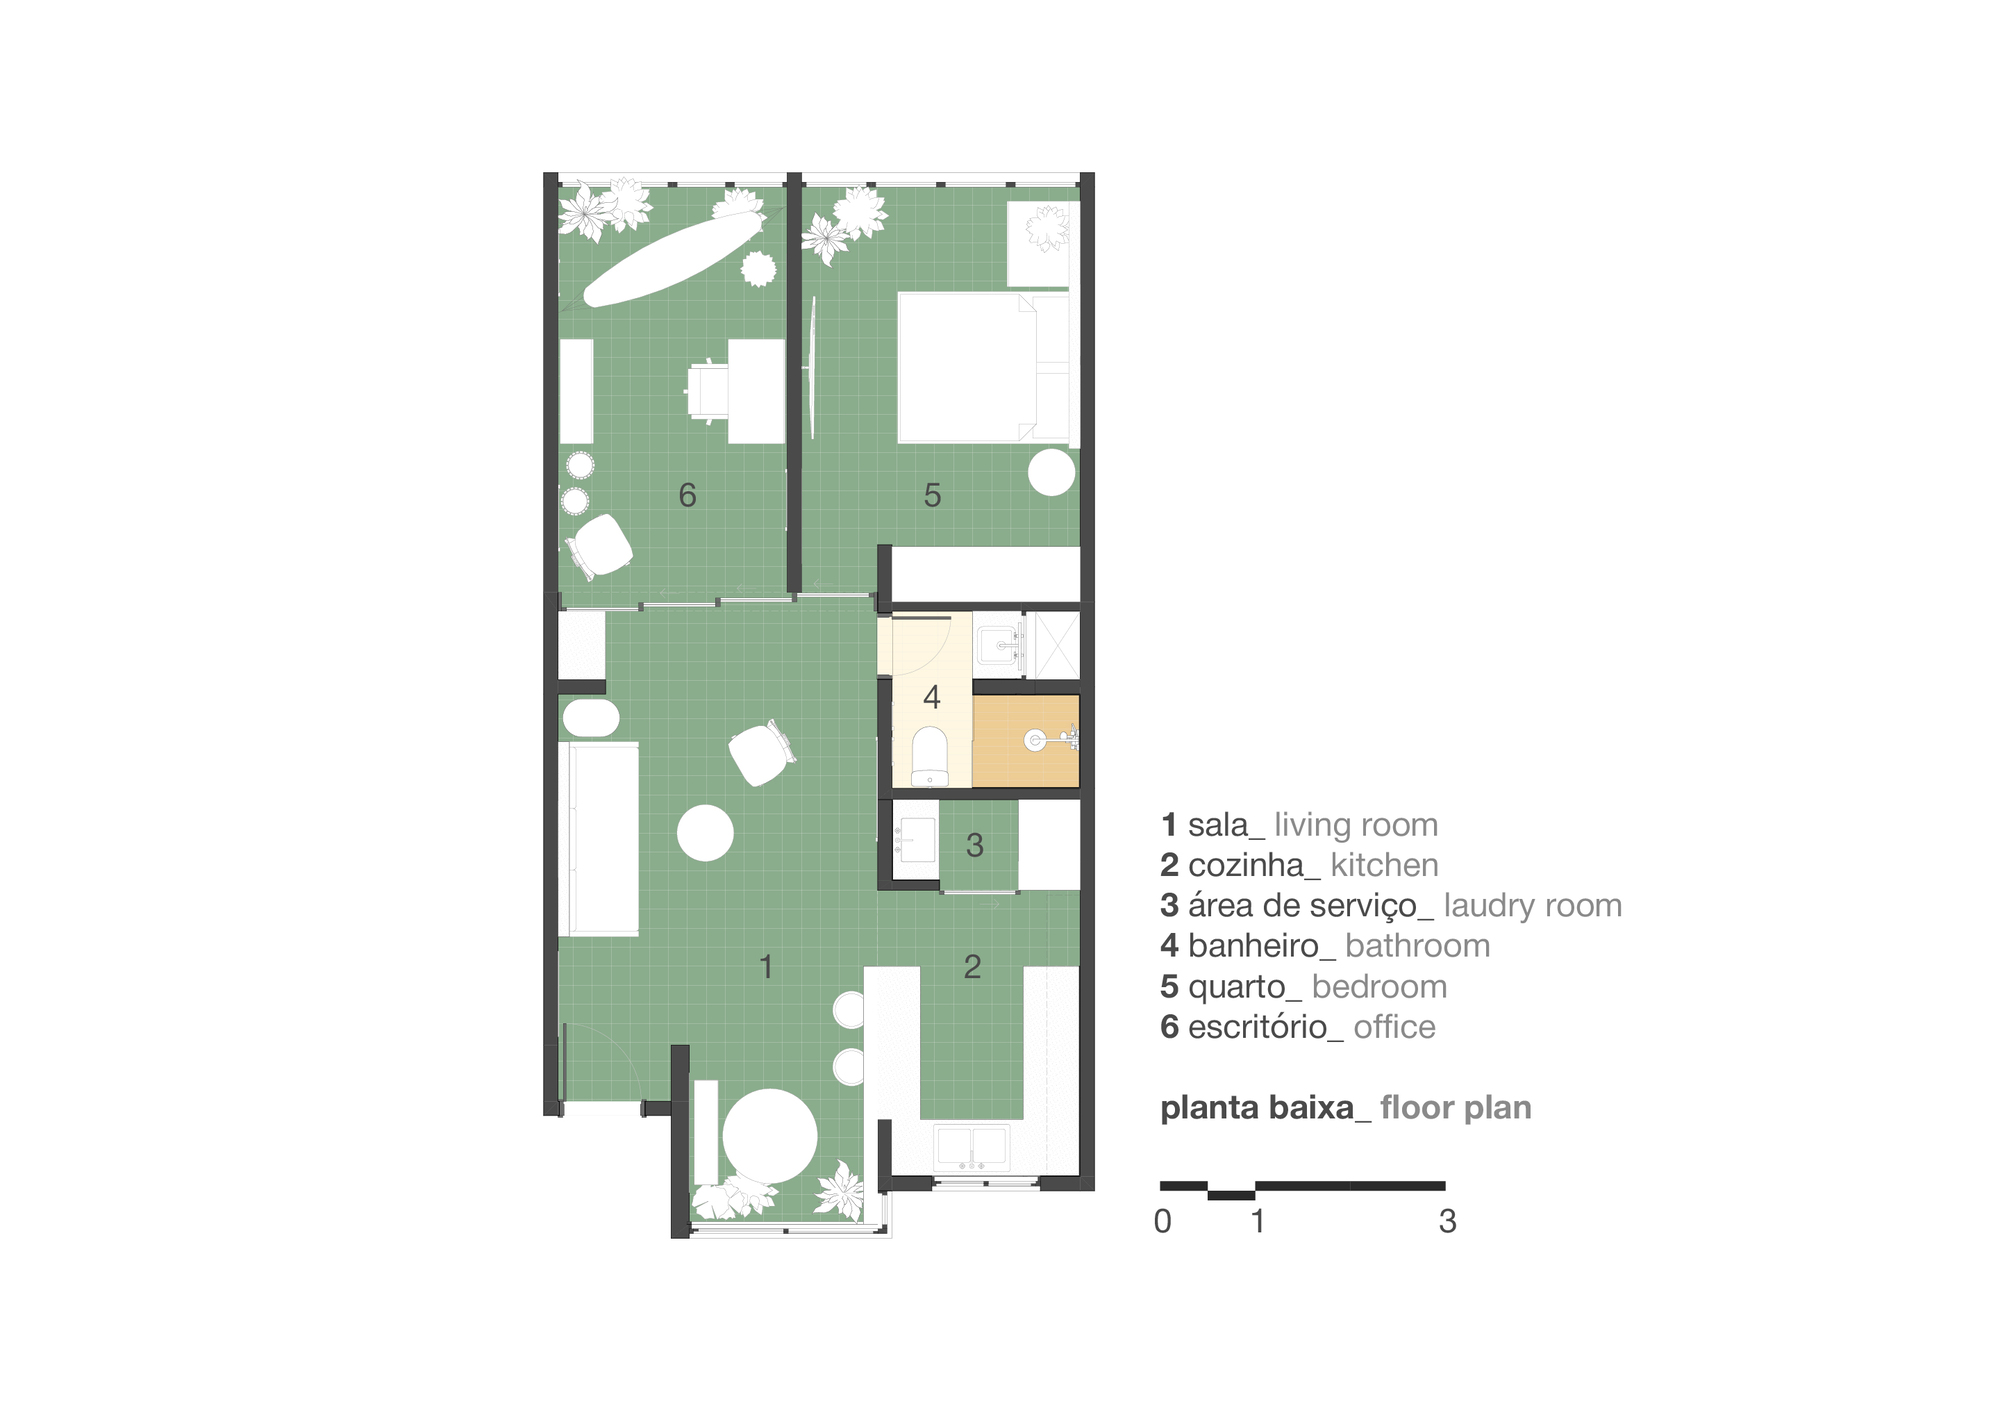 6
5
4
3
1
2
1 sala_ living room
2 cozinha_ kitchen
3 área de serviço_ laudry room
4 banheiro_ bathroom
5 quarto_ bedroom
6 escritório_ office
planta baixa_ floor plan
0 1 3